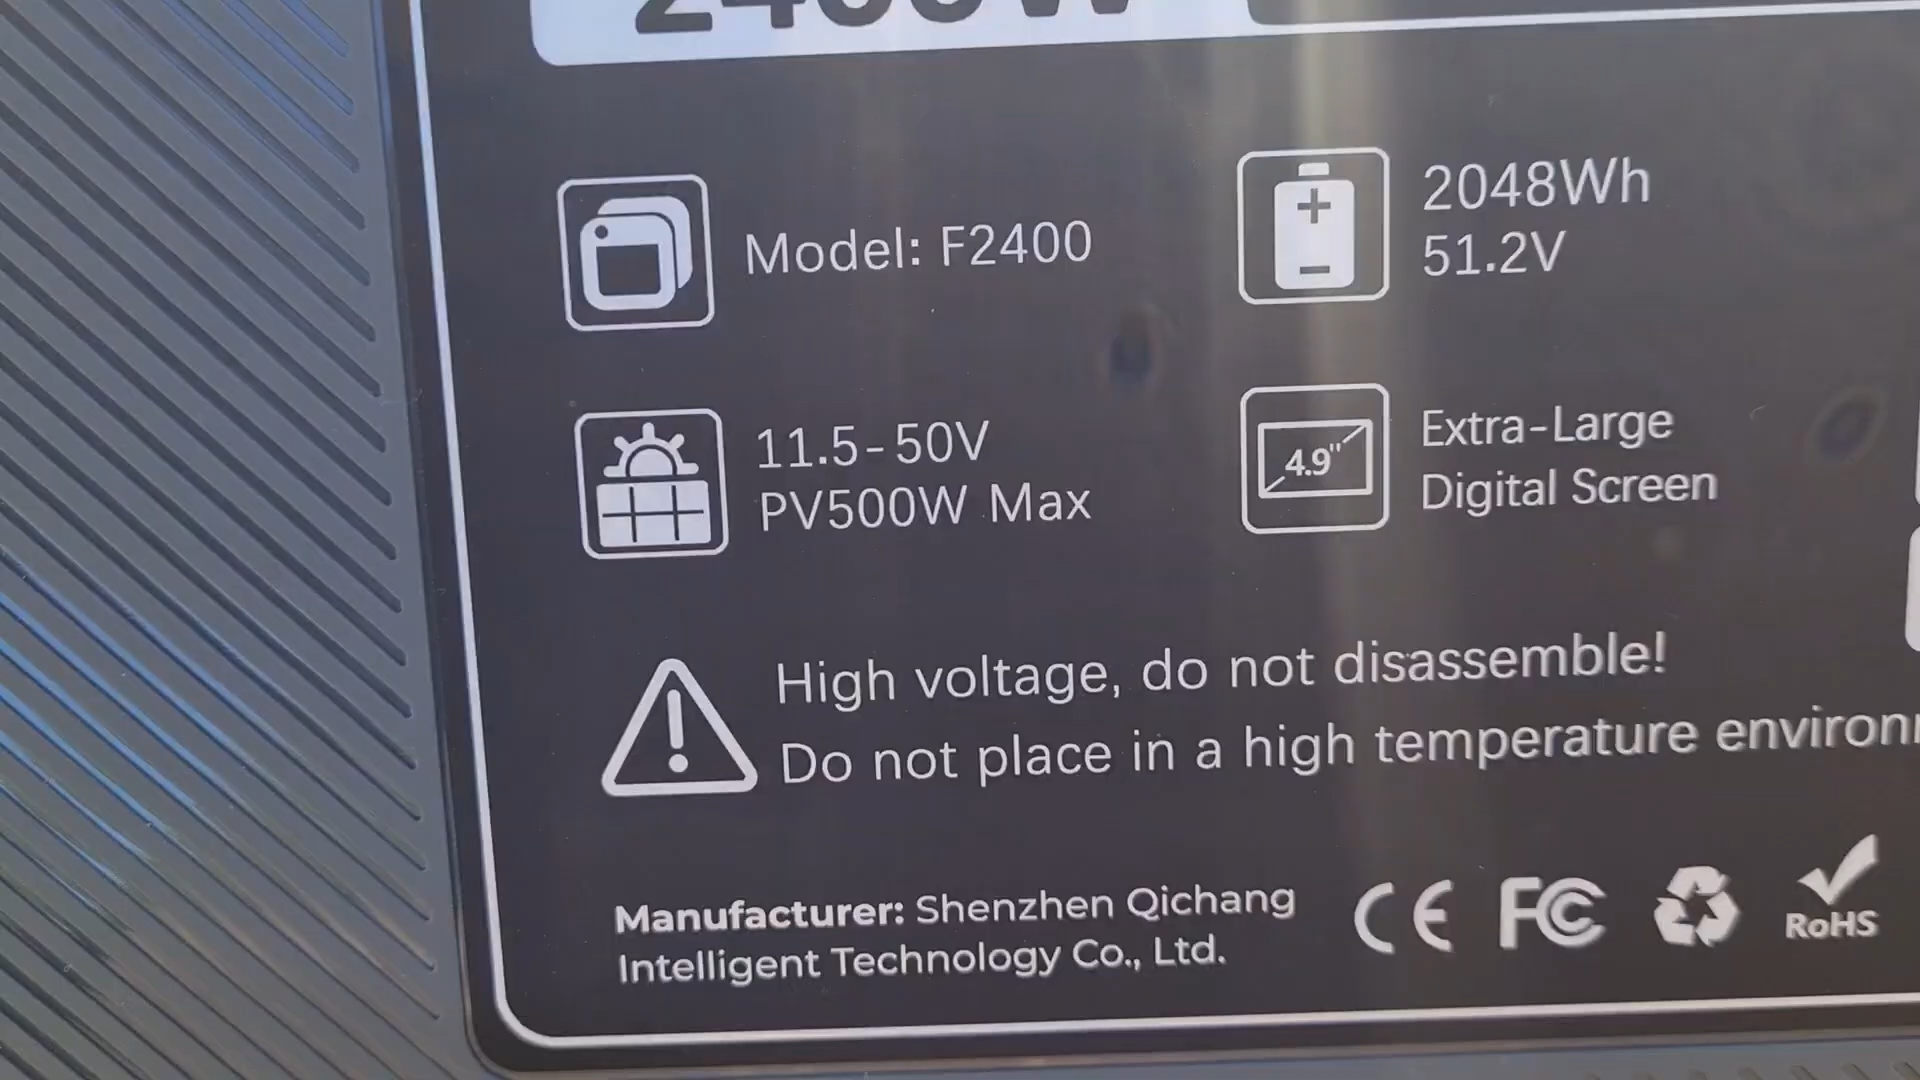 2400W
Model: F2400
2048Wh
51.2V
11.5-50V
PV500W Max
4.9"
Extra-Large
Digital Screen
High voltage, do not disassemble!
Do not place in a high temperature environ
Manufacturer: Shenzhen Qichang
Intelligent Technology Co., Ltd.
CE FC RoHS